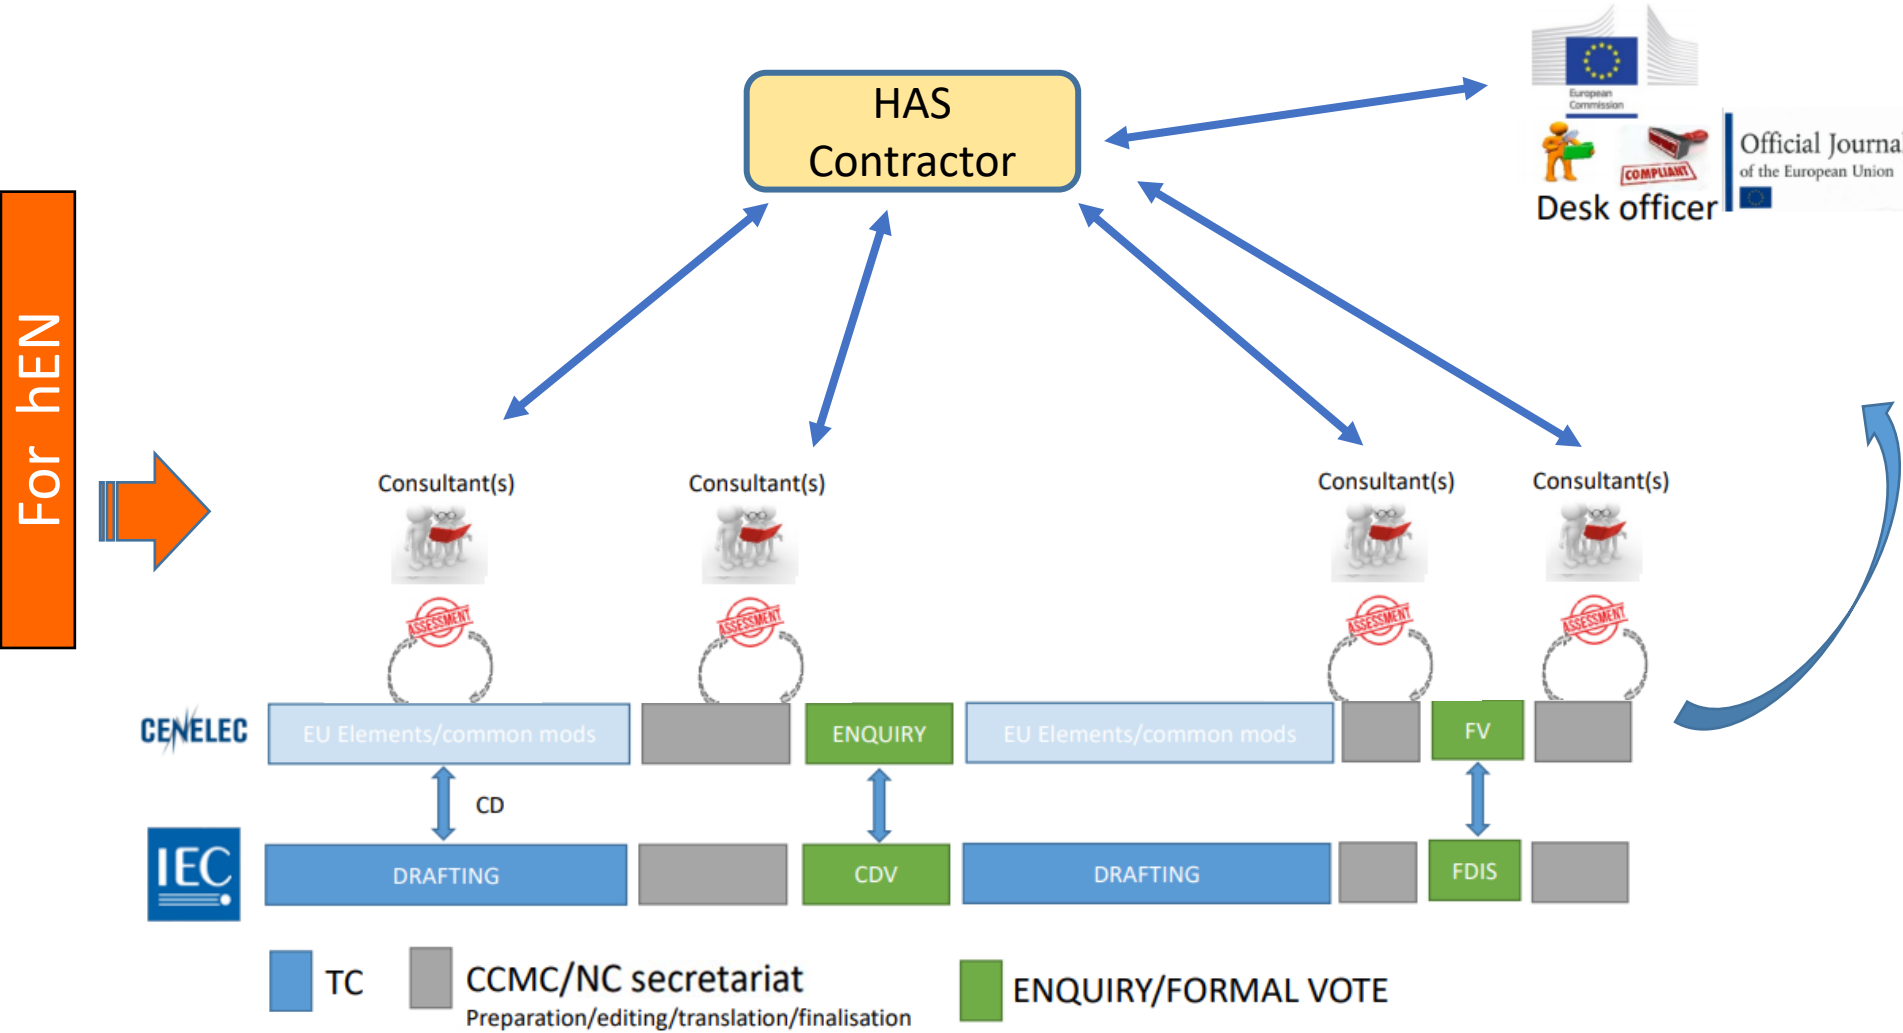 HAS
Contractor
European
Commission
COMPLIANT
Official Journa
of the European Union
Desk officer
For hEN
Consultant(s)
Consultant(s)
Consultant(s)
Consultant(s)
ASSESSMENT
ASSESSMENT
ASSESSMENT
ASSESSMENT
CENELEC
EU Elements/common mods
ENQUIRY
EU Elements/common mods
FV
CD
IEC
DRAFTING
CDV
DRAFTING
FDIS
TC
CCMC/NC secretariat
Preparation/editing/translation/finalisation
ENQUIRY/FORMAL VOTE